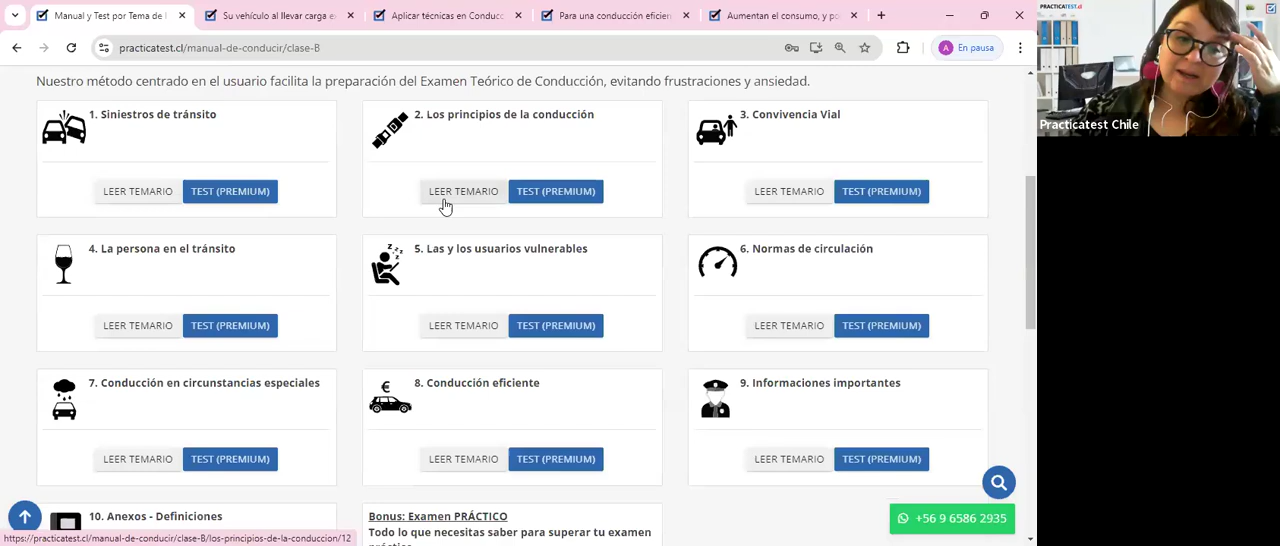 Manual y Test por Tema de
Su vehículo al llevar carga ex
Aplicar técnicas en Conducc
Para una conducción eficien
Aumentan el consumo, y po
practicatest.cl/manual-de-conducir/clase-B
A En pausa
Nuestro método centrado en el usuario facilita la preparación del Examen Teórico de Conducción, evitando frustraciones y ansiedad.
1. Siniestros de tránsito
LEER TEMARIO TEST (PREMIUM)
2. Los principios de la conducción
LEER TEMARIO TEST (PREMIUM)
3. Convivencia Vial
LEER TEMARIO TEST (PREMIUM)
4. La persona en el tránsito
LEER TEMARIO TEST (PREMIUM)
5. Las y los usuarios vulnerables
LEER TEMARIO TEST (PREMIUM)
6. Normas de circulación
LEER TEMARIO TEST (PREMIUM)
7. Conducción en circunstancias especiales
LEER TEMARIO TEST (PREMIUM)
8. Conducción eficiente
LEER TEMARIO TEST (PREMIUM)
9. Informaciones importantes
LEER TEMARIO TEST (PREMIUM)
10. Anexos - Definiciones
Bonus: Examen PRÁCTICO
Todo lo que necesitas saber para superar tu examen
+56 9 6586 2935
https://practicatest.cl/manual-de-conducir/clase-B/los-principios-de-la-conduccion/12
PRACTICATEST.cl
Practicatest Chile